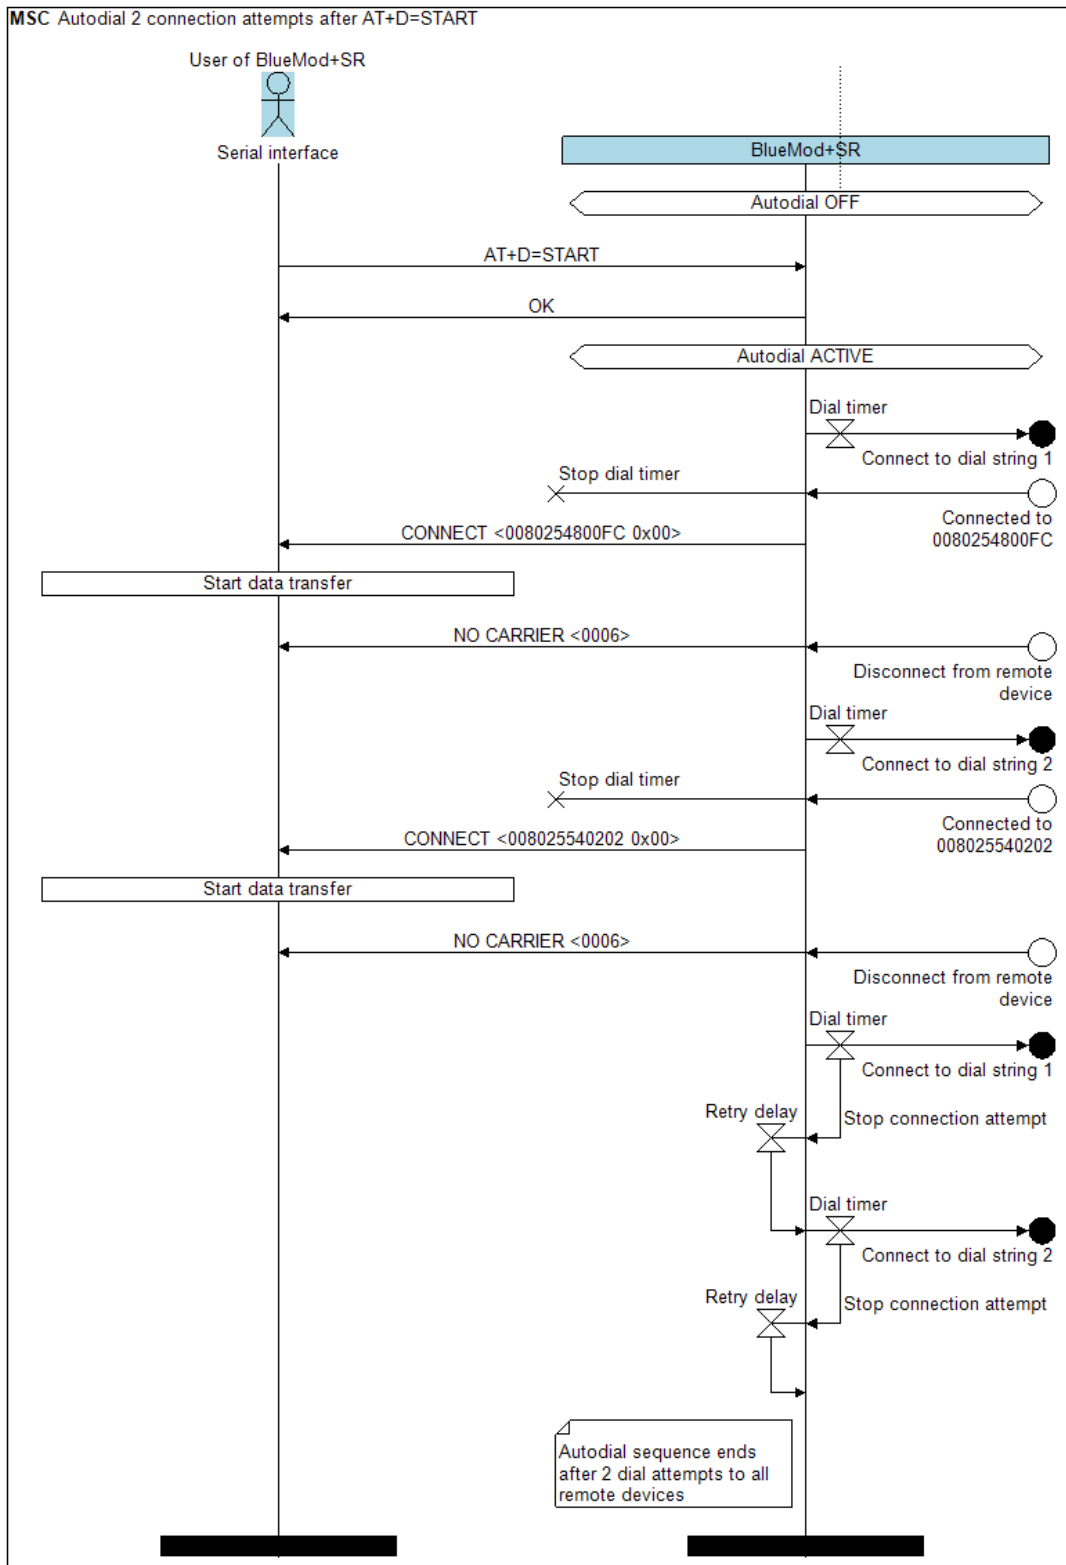 MSC Autodial 2 connection attempts after AT+D=START
User of BlueMod+SR
Serial interface
BlueMod+SR
Autodial OFF
AT+D=START
OK
Autodial ACTIVE
Dial timer
Connect to dial string 1
Stop dial timer
Connected to
0080254800FC
CONNECT <0080254800FC 0x00>
Start data transfer
NO CARRIER <0006>
Disconnect from remote
device
Dial timer
Connect to dial string 2
Stop dial timer
Connected to
008025540202
CONNECT <008025540202 0x00>
Start data transfer
NO CARRIER <0006>
Disconnect from remote
device
Dial timer
Connect to dial string 1
Retry delay
Stop connection attempt
Dial timer
Connect to dial string 2
Retry delay
Stop connection attempt
Autodial sequence ends
after 2 dial attempts to all
remote devices